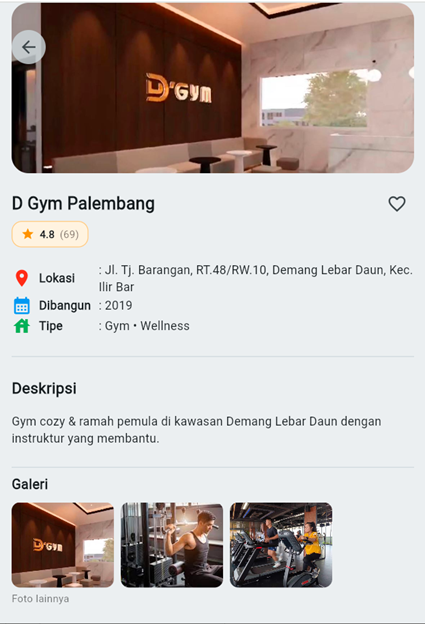 D'GYM
D Gym Palembang
4.8 (69)
Lokasi : Jl. Tj. Barangan, RT.48/RW.10, Demang Lebar Daun, Kec.
Ilir Bar
Dibangun : 2019
Tipe : Gym • Wellness
Deskripsi
Gym cozy & ramah pemula di kawasan Demang Lebar Daun dengan
instruktur yang membantu.
Galeri
D'GYM
Foto lainnya